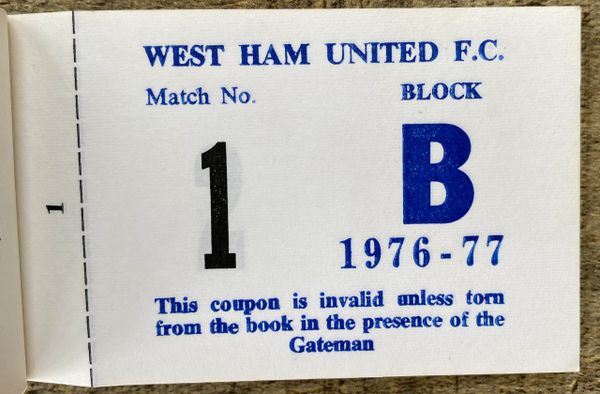 WEST HAM UNITED F.C.
Match No. BLOCK
1 1 B
1976-77
This coupon is invalid unless torn
from the book in the presence of the
Gateman